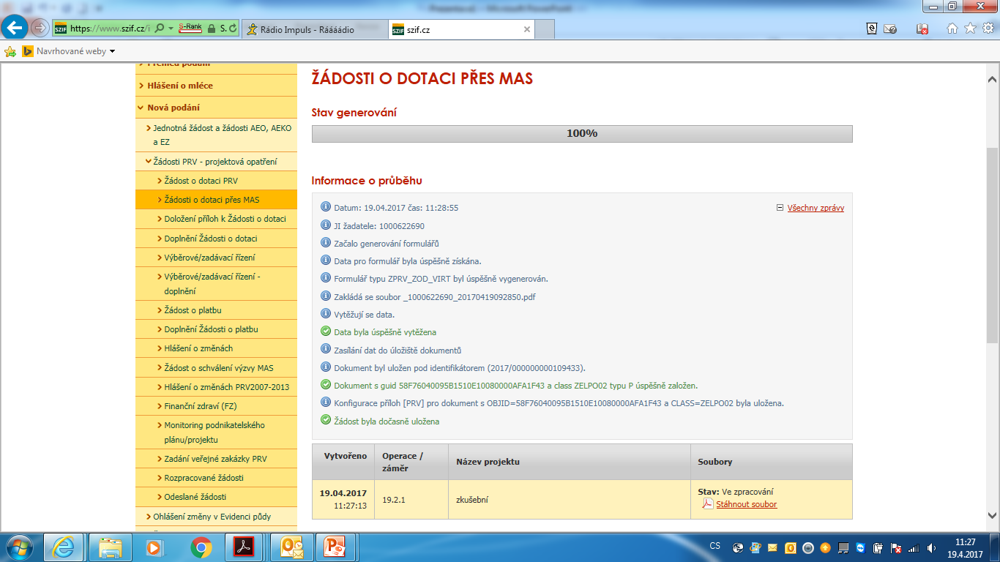 Presentace1 - Microsoft PowerPoint
https://www.szif.cz/i
S-Rank
S.
Rádio Impuls - Ráááádio
szif.cz
Navrhované weby
Přehled podání
Hlášení o mléce
Nová podání
Jednotná žádost a žádosti AEO, AEKO
a EZ
Žádosti PRV - projektová opatření
Žádost o dotaci PRV
Žádosti o dotaci přes MAS
Doložení příloh k Žádosti o dotaci
Doplnění Žádosti o dotaci
Výběrové/zadávací řízení
Výběrové/zadávací řízení -
doplnění
Žádost o platbu
Doplnění Žádosti o platbu
Hlášení o změnách
Žádost o schválení výzvy MAS
Hlášení o změnách PRV2007-2013
Finanční zdraví (FZ)
Monitoring podnikatelského
plánu/projektu
Zadání veřejné zakázky PRV
Rozpracované žádosti
Odeslané žádosti
Ohlášení změny v Evidenci půdy
ŽÁDOSTI O DOTACI PŘES MAS
Stav generování
100%
Informace o průběhu
Všechny zprávy
Datum: 19.04.2017 čas: 11:28:55
JI žadatele: 1000622690
Začalo generování formulářů
Data pro formulář byla úspěšně získána.
Formulář typu ZPRV_ZOD_VIRT byl úspěšně vygenerován.
Zakládá se soubor _1000622690_20170419092850.pdf
Vytěžují se data.
Data byla úspěšně vytěžena
Zasílání dat do úložiště dokumentů
Dokument byl uložen pod identifikátorem (2017/000000000109433).
Dokument s guid 58F76040095B1510E10080000AFA1F43 a class ZELPO02 typu P úspěšně založen.
Konfigurace příloh [PRV] pro dokument s OBJID=58F76040095B1510E10080000AFA1F43 a CLASS=ZELPO02 byla uložena.
Žádost byla dočasně uložena
Vytvořeno
Operace /
záměr
Název projektu
Soubory
19.04.2017
11:27:13
19.2.1
zkušební
Stav: Ve zpracování
Stáhnout soubor
CS
11:27
19.4.2017